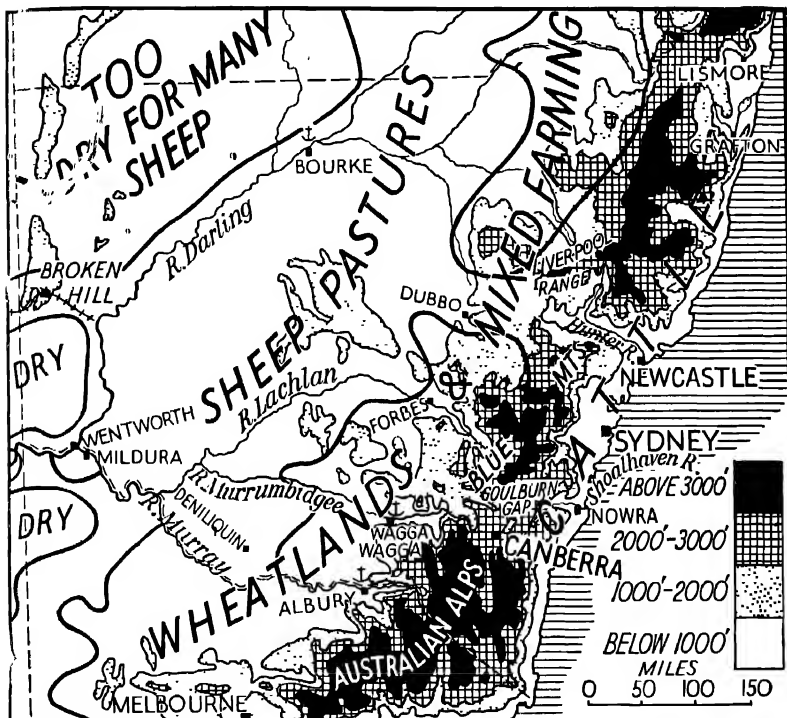 TOO
DRY FOR MANY
SHEEP
BOURKE
R. Darling
BROKEN
HILL
DRY
SHEEP PASTURES
DUBBO
WHEATLANDS & MIXED FARMING
LISMORE
GRAFTON
LIVERPOOL
RANGE
Hunter R.
CATTLE
NEWCASTLE
BLUE MTS.
SYDNEY
Shoalhaven R.
R. Lachlan
FORBES
WENTWORTH
MILDURA
R. Murrumbidgee
DENILIQUIN
R. Murray
DRY
GOULBURN
GAP
NOWRA
WAGGA
WAGGA
CANBERRA
ALBURY
AUSTRALIAN ALPS
MELBOURNE
ABOVE 3000'
2000'-3000'
1000'-2000'
BELOW 1000'
MILES
0 50 100 150